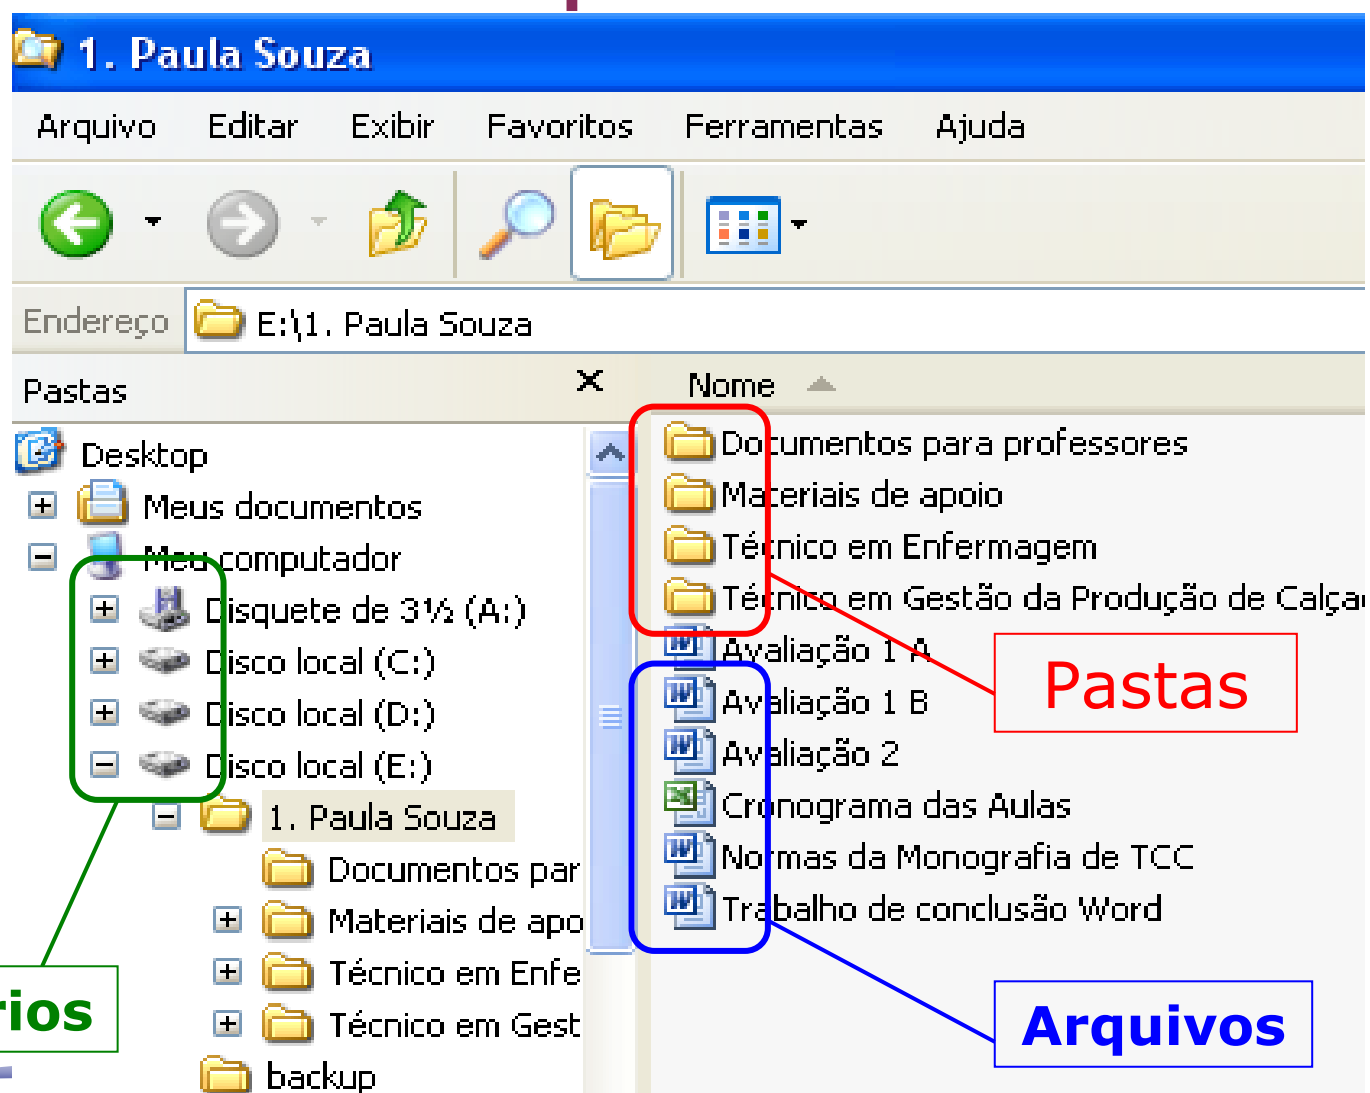 1. Paula Souza
Arquivo Editar Exibir Favoritos Ferramentas Ajuda
Endereço E:\1. Paula Souza
Pastas
Desktop
Meus documentos
Meu computador
Disquete de 3½ (A:)
Disco local (C:)
Disco local (D:)
Disco local (E:)
1. Paula Souza
Documentos par
Materiais de apo
Técnico em Enfe
Técnico em Gest
backup
Nome
Documentos para professores
Materiais de apoio
Técnico em Enfermagem
Técnico em Gestão da Produção de Calça
Avaliação 1 A
Avaliação 1 B
Avaliação 2
Cronograma das Aulas
Normas da Monografia de TCC
Trabalho de conclusão Word
Pastas
Arquivos
rios